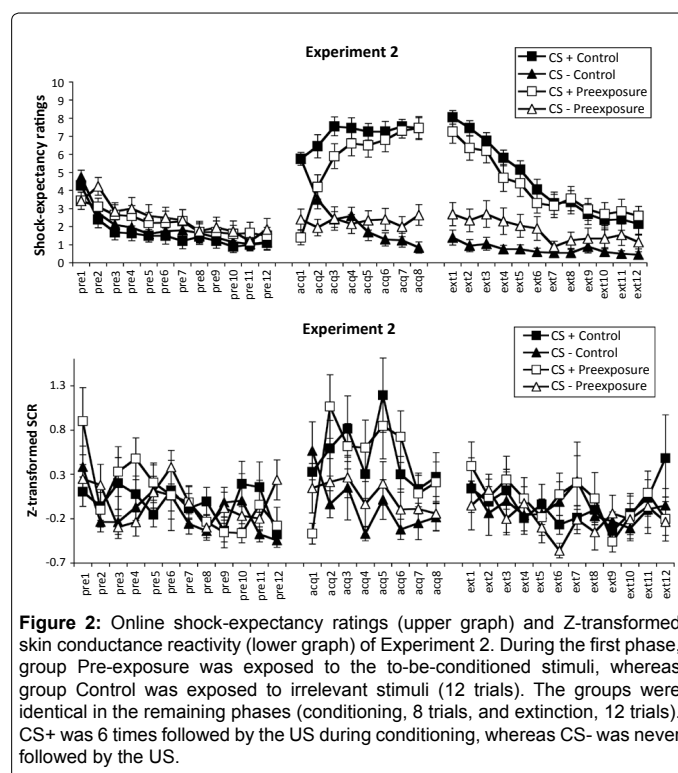 Experiment 2
CS + Control
CS - Control
CS + Preexposure
CS - Preexposure
Shock-expectancy ratings
10
9
8
7
6
5
4
3
2
1
0
pre1 pre2 pre3 pre4 pre5 pre6 pre7 pre8 pre9 pre10 pre11 pre12
acq1 acq2 acq3 acq4 acq5 acq6 acq7 acq8
ext1 ext2 ext3 ext4 ext5 ext6 ext7 ext8 ext9 ext10 ext11 ext12
Experiment 2
CS + Control
CS - Control
CS + Preexposure
CS - Preexposure
Z-transformed SCR
1.3
0.8
0.3
-0.2
-0.7
pre1 pre2 pre3 pre4 pre5 pre6 pre7 pre8 pre9 pre10 pre11 pre12
acq1 acq2 acq3 acq4 acq5 acq6 acq7 acq8
ext1 ext2 ext3 ext4 ext5 ext6 ext7 ext8 ext9 ext10 ext11 ext12
Figure 2: Online shock-expectancy ratings (upper graph) and Z-transformed
skin conductance reactivity (lower graph) of Experiment 2. During the first phase,
group Pre-exposure was exposed to the to-be-conditioned stimuli, whereas
group Control was exposed to irrelevant stimuli (12 trials). The groups were
identical in the remaining phases (conditioning, 8 trials, and extinction, 12 trials).
CS+ was 6 times followed by the US during conditioning, whereas CS- was never
followed by the US.